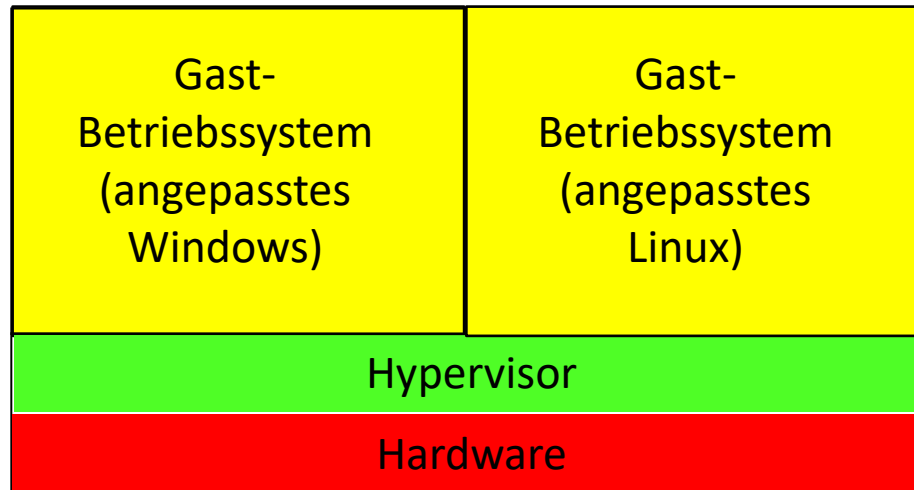 Gast-
Betriebssystem
(angepasstes
Windows)
Gast-
Betriebssystem
(angepasstes
Linux)
Hypervisor
Hardware